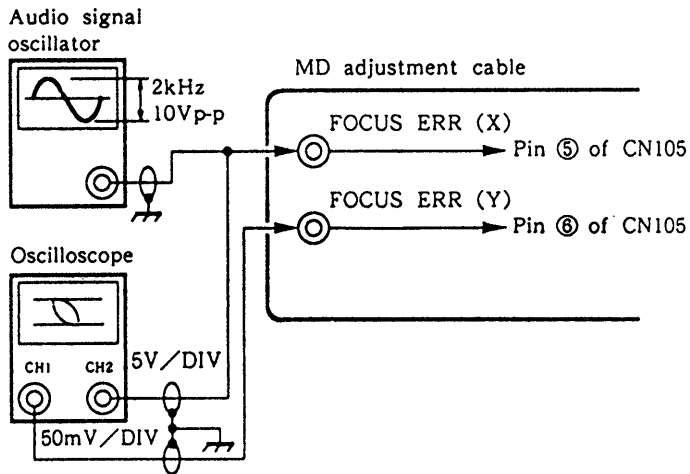 Audio signal
oscillator
2kHz
10Vp-p
MD adjustment cable
FOCUS ERR (X)
Pin ⑤ of CN105
FOCUS ERR (Y)
Pin ⑥ of CN105
Oscilloscope
CH1 CH2
5V/DIV
50mV/DIV